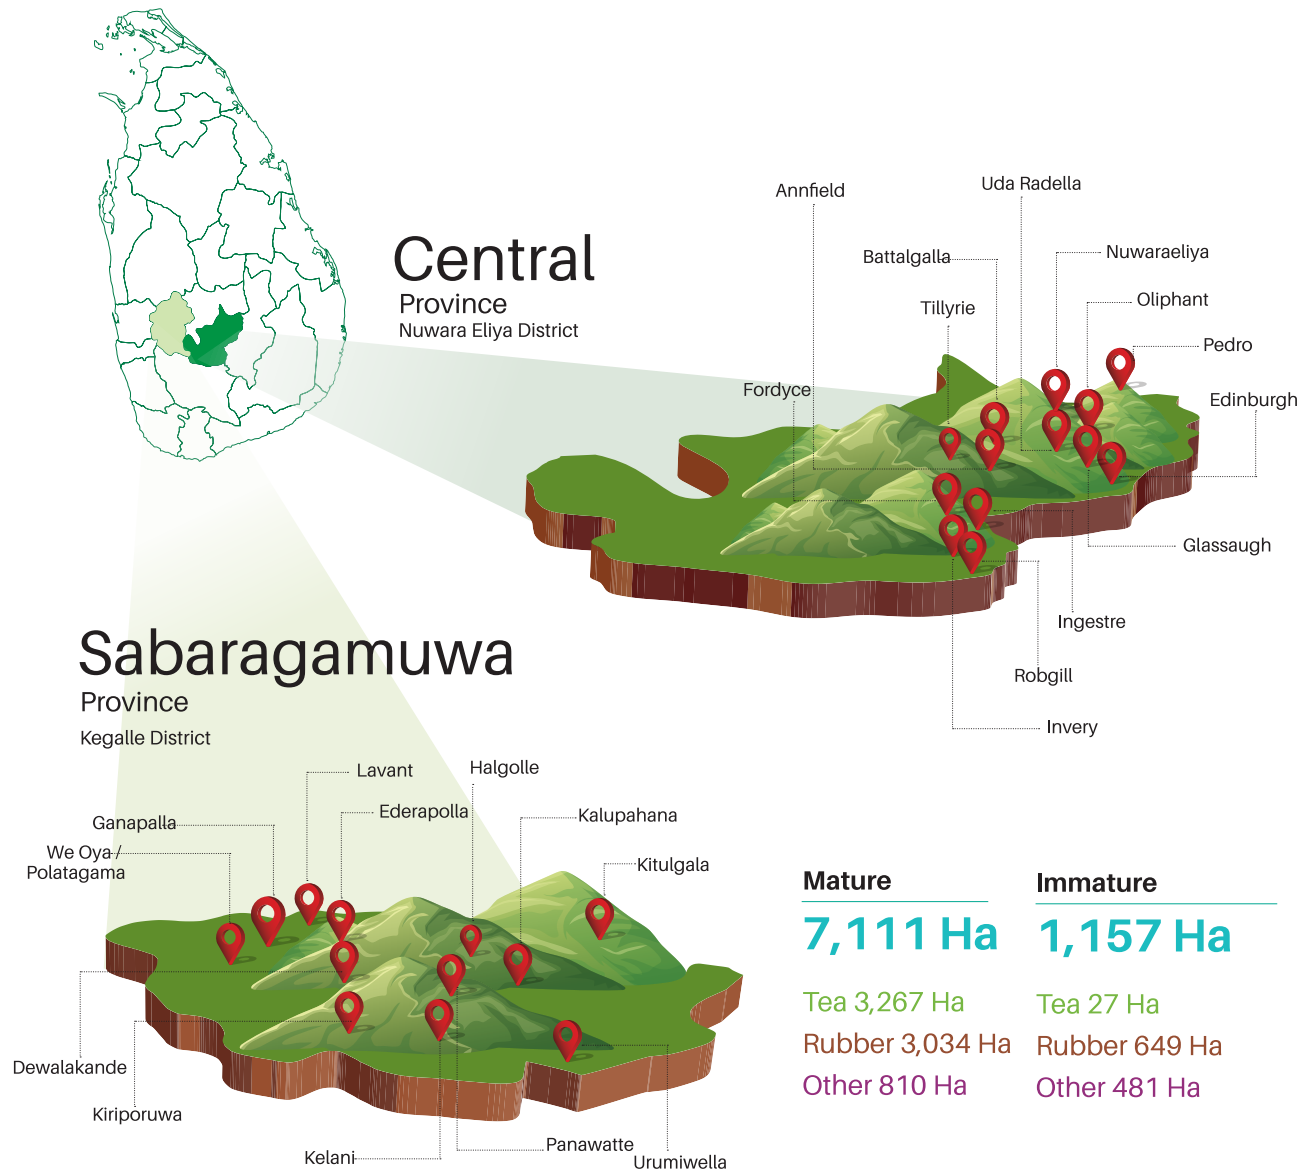 Central
Province
Nuwara Eliya District
Annfield
Uda Radella
Battalgalla
Nuwaraeliya
Tillyrie
Oliphant
Pedro
Fordyce
Edinburgh
Glassaugh
Ingestre
Robgill
Invery
Sabaragamuwa
Province
Kegalle District
Lavant
Halgolle
Ederapolla
Kalupahana
Ganapalla
We Oya /
Polatagama
Kitulgala
Dewalakande
Kiriporuwa
Kelani
Panawatte
Urumiwella
Mature
7,111 Ha
Tea 3,267 Ha
Rubber 3,034 Ha
Other 810 Ha
Immature
1,157 Ha
Tea 27 Ha
Rubber 649 Ha
Other 481 Ha